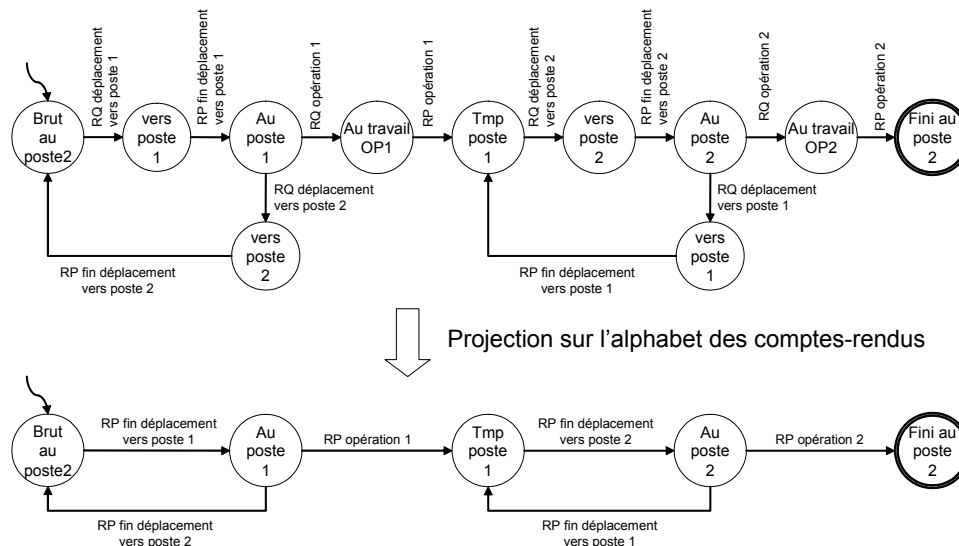 RQ déplacement
vers poste 1
RP fin déplacement
vers poste 1
RQ opération 1
RP opération 1
RQ déplacement
vers poste 2
RP fin déplacement
vers poste 2
RQ opération 2
RP opération 2
Brut
au
poste2
vers
poste
1
Au
poste
1
Au travail
OP1
Tmp
poste
1
vers
poste
2
Au
poste
2
Au travail
OP2
Fini au
poste
2
RQ déplacement
vers poste 2
RQ déplacement
vers poste 1
vers
poste
2
vers
poste
1
RP fin déplacement
vers poste 2
RP fin déplacement
vers poste 1
Projection sur l'alphabet des comptes-rendus
Brut
au
poste2
RP fin déplacement
vers poste 1
Au
poste
1
RP opération 1
Tmp
poste
1
RP fin déplacement
vers poste 2
Au
poste
2
RP opération 2
Fini au
poste
2
RP fin déplacement
vers poste 2
RP fin déplacement
vers poste 1